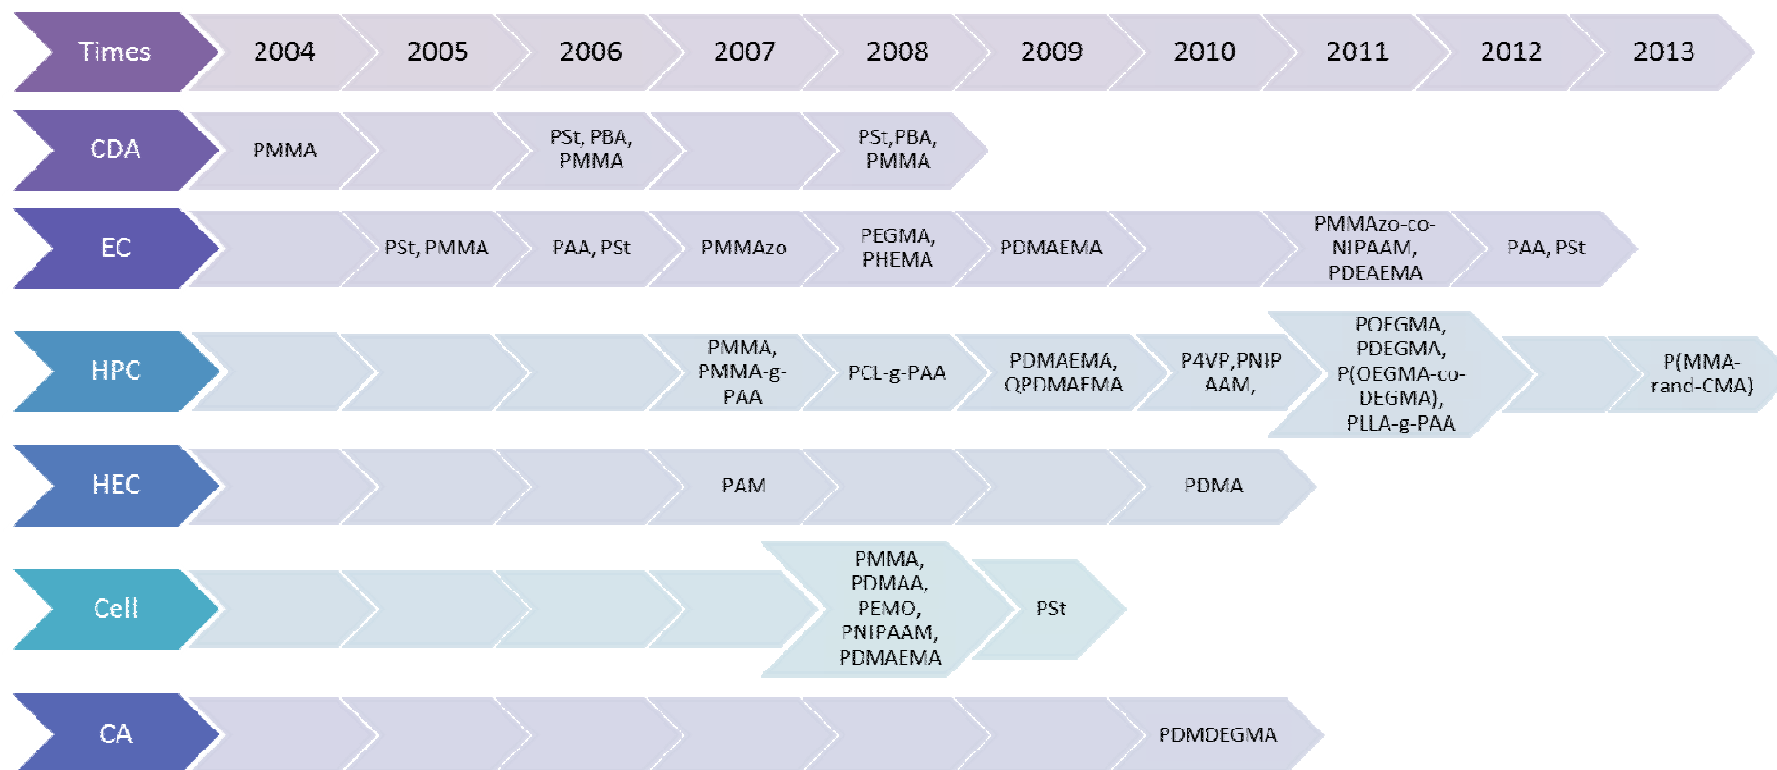 Times 2004 2005 2006 2007 2008 2009 2010 2011 2012 2013
CDA
PMMA
PSt, PBA,
PMMA
PSt,PBA,
PMMA
EC
PSt, PMMA
PAA, PSt
PMMAzo
PEGMA,
PHEMA
PDMAEMA
PMMAzo-co-
NIPAAM,
PDEAEMA
PAA, PSt
HPC
PMMA,
PMMA-g-
PAA
PCL-g-PAA
PDMAEMA,
QPDMAEMA
P4VP,PNIP
AAM,
POEGMA,
PDEGMA,
P(OEGMA-co-
DEGMA),
PLLA-g-PAA
P(MMA-
rand-CMA)
HEC
PAM
PDMA
Cell
PMMA,
PDMAA,
PEMO,
PNIPAAM,
PDMAEMA
PSt
CA
PDMDEGMA